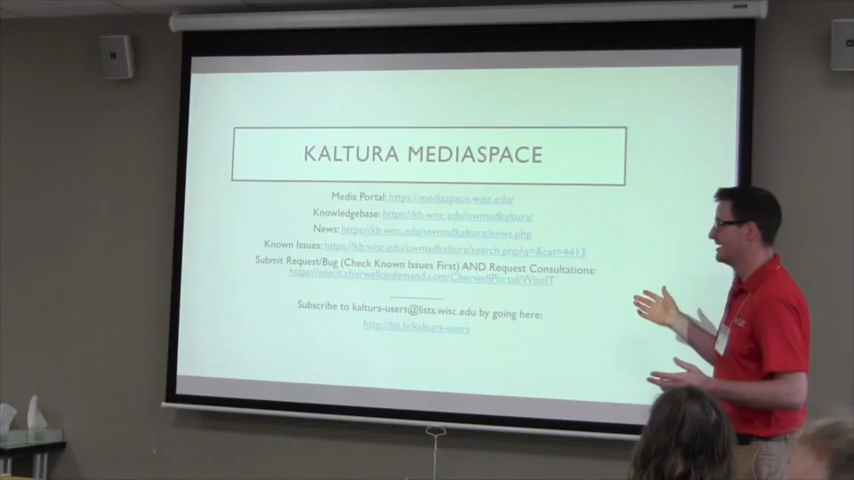 KALTURA MEDIASPACE
Media Portal: https://mediaspace.wisc.edu/
Knowledgebase: https://kb.wisc.edu/uwmadkaltura/
News: https://kb.wisc.edu/uwmadkaltura/news.php
Known Issues: https://kb.wisc.edu/uwmadkaltura/search.php?q=&cat=4413
Submit Request/Bug (Check Known Issues First) AND Request Consultations:
https://wiscit.cherwellondemand.com/CherwellPortal/WiscIT
Subscribe to kaltura-users@lists.wisc.edu by going here:
http://bit.ly/kaltura-users